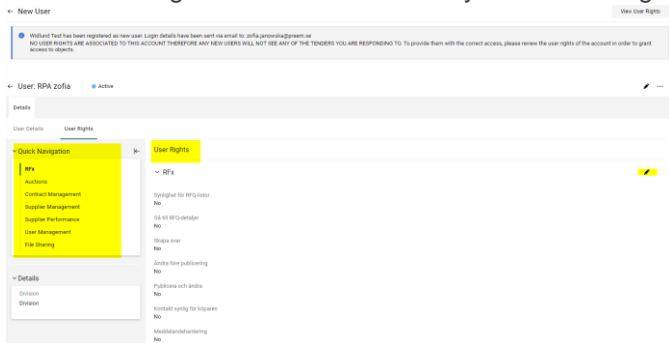 New User
View User Rights
Widlund Test has been registered as new user. Login details have been sent via email to: zofia.janowska@preem.se
NO USER RIGHTS ARE ASSOCIATED TO THIS ACCOUNT THEREFORE ANY NEW USERS WILL NOT SEE ANY OF THE TENDERS YOU ARE RESPONDING TO. To provide them with the correct access, please review the user rights of the account in order to grant
access to objects.
User: RPA zofia
Active
Details
User Details
User Rights
Quick Navigation
RFx
Auctions
Contract Management
Supplier Management
Supplier Performance
User Management
File Sharing
Details
Division
Division
User Rights
RFx
Synlighet för RFQ-listor
No
Gå till RFQ-detaljer
No
Skapa svar
No
Ändra före publicering
No
Publicera och ändra
No
Kontakt synlig för köparen
No
Meddelandehantering
No